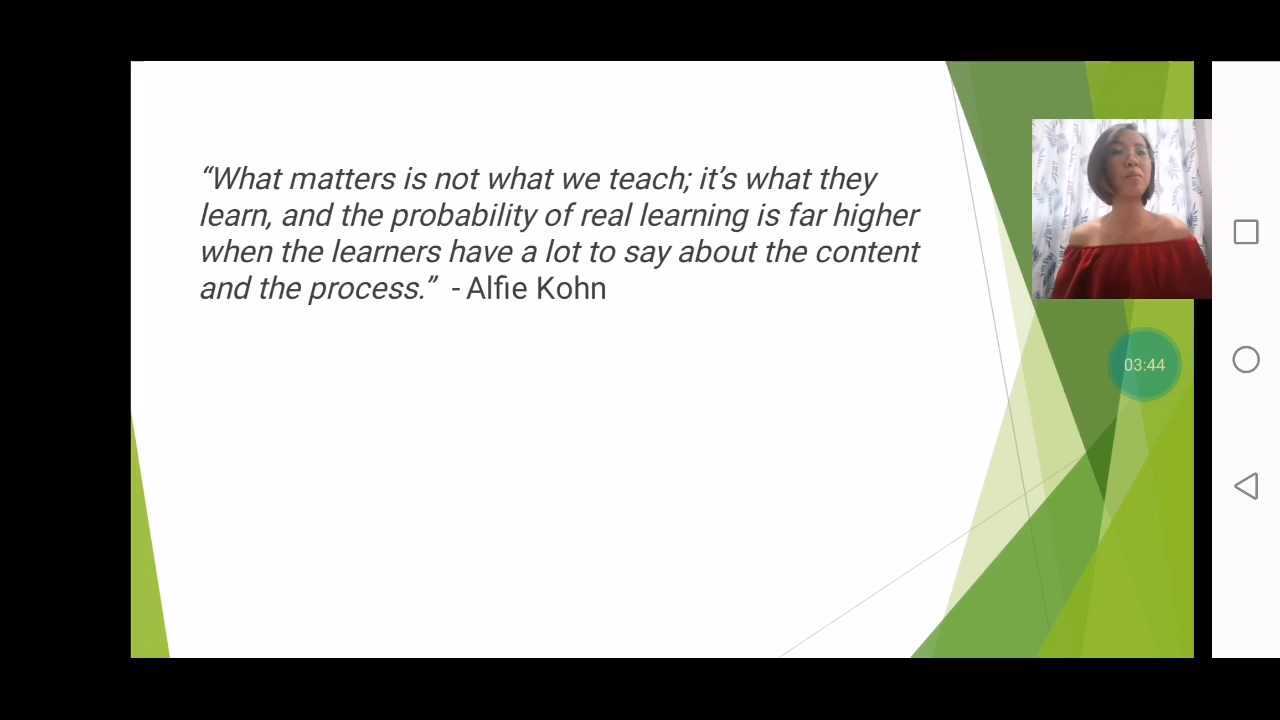 “What matters is not what we teach; it’s what they
learn, and the probability of real learning is far higher
when the learners have a lot to say about the content
and the process.”  - Alfie Kohn
03:44